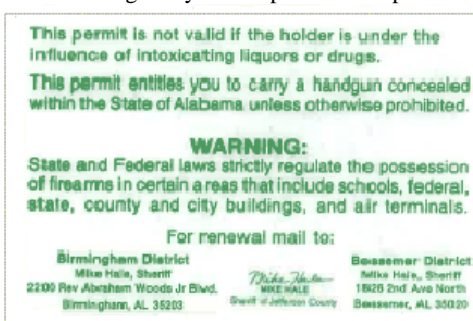 This permit is not valid if the holder is under the
influence of intoxicating liquors or drugs.
This permit entitles you to carry a handgun concealed
within the State of Alabama unless otherwise prohibited.
WARNING:
State and Federal laws strictly regulate the possession
of firearms in certain areas that include schools, federal,
state, county and city buildings, and air terminals.
For renewal mail to:
Birmingham District
Mike Hale, Sheriff
2200 Rev Abraham Woods Jr Blvd.
Birmingham, AL 35203
Mike Hale
MIKE HALE
Sheriff of Jefferson County
Bessemer District
Mike Hale, Sheriff
2nd Ave North
Bessemer, AL 35020